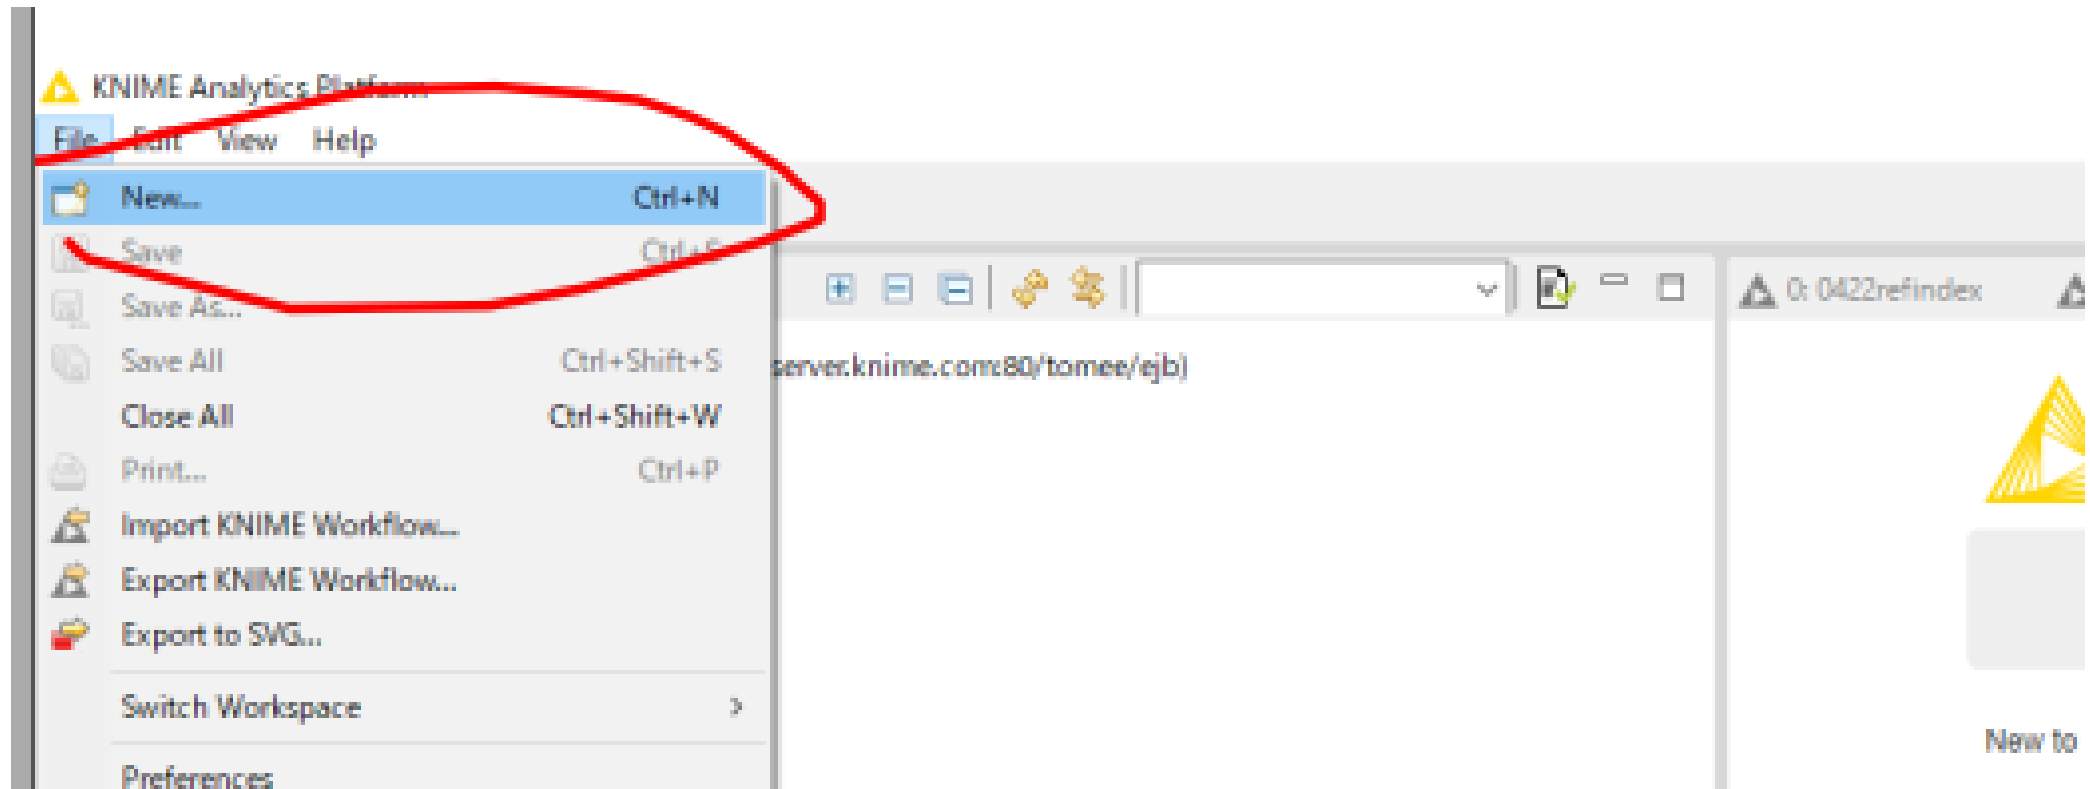 KNIME Analytics Platform
File Edit View Help
New... Ctrl+N
Save Ctrl+S
Save As...
Save All Ctrl+Shift+S
Close All Ctrl+Shift+W
Print... Ctrl+P
Import KNIME Workflow...
Export KNIME Workflow...
Export to SVG...
Switch Workspace
Preferences
server.knime.com:80/tomee/ejb)
0: 0422refindex
New to